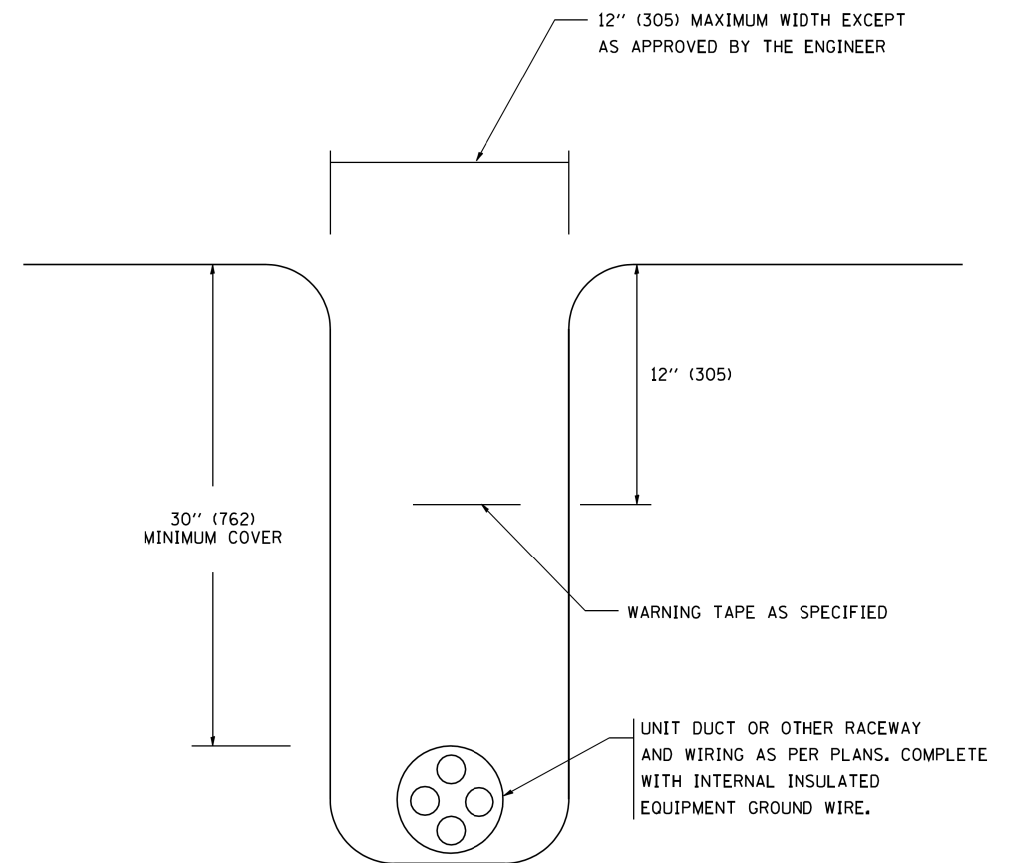 12'' (305) MAXIMUM WIDTH EXCEPT
AS APPROVED BY THE ENGINEER
12'' (305)
30'' (762)
MINIMUM COVER
WARNING TAPE AS SPECIFIED
UNIT DUCT OR OTHER RACEWAY
AND WIRING AS PER PLANS. COMPLETE
WITH INTERNAL INSULATED
EQUIPMENT GROUND WIRE.